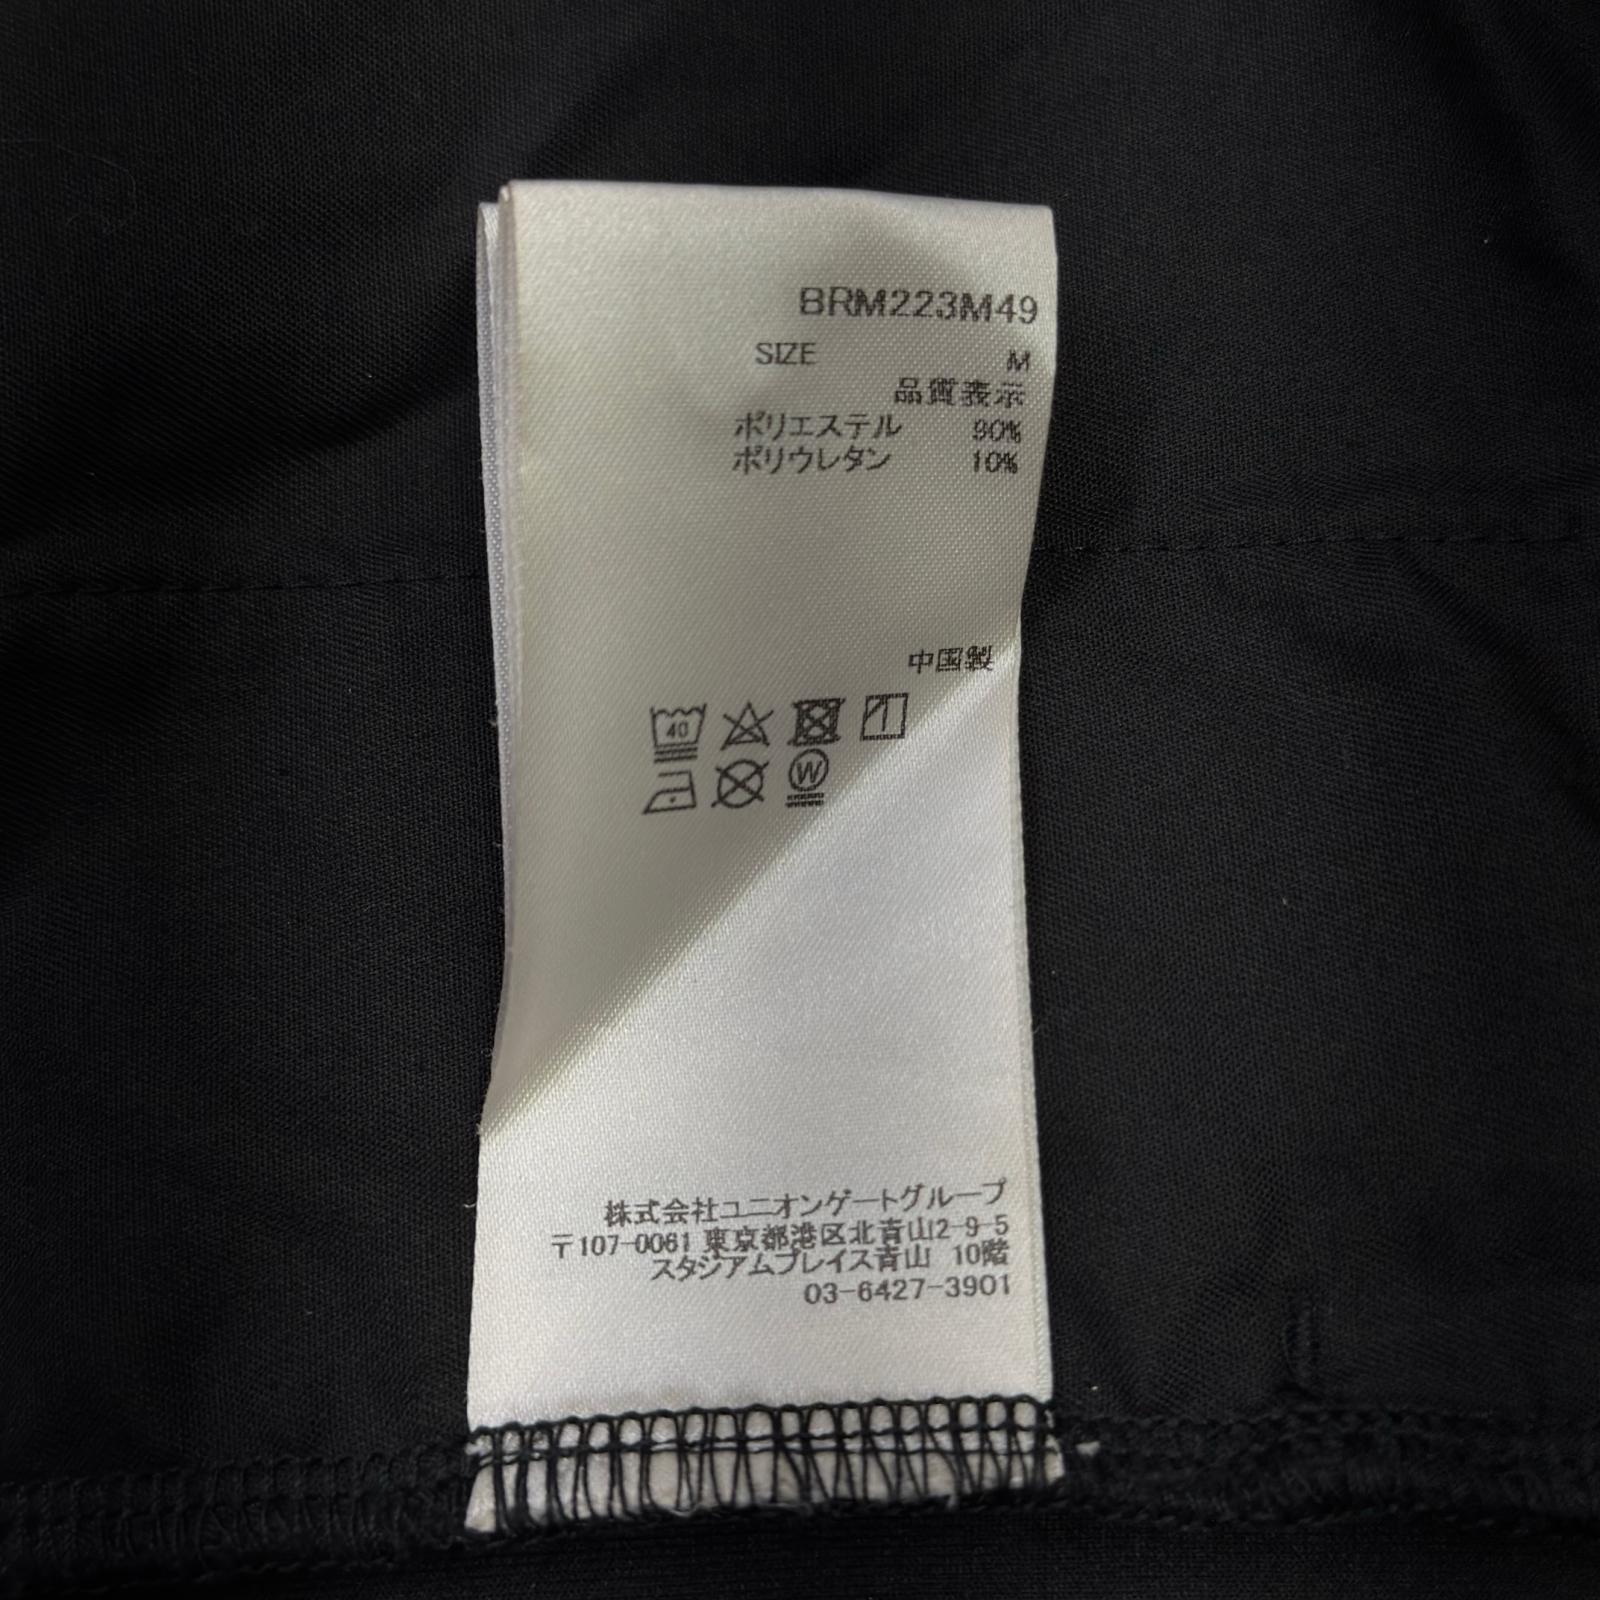 BRM223M49
SIZE M
品質表示
ポリエステル 90%
ポリウレタン 10%
中国製
40
W
株式会社ユニオンゲートグループ
〒107-0061 東京都港区北青山2-9-5
スタジアムプレイス青山 10階
03-6427-3901